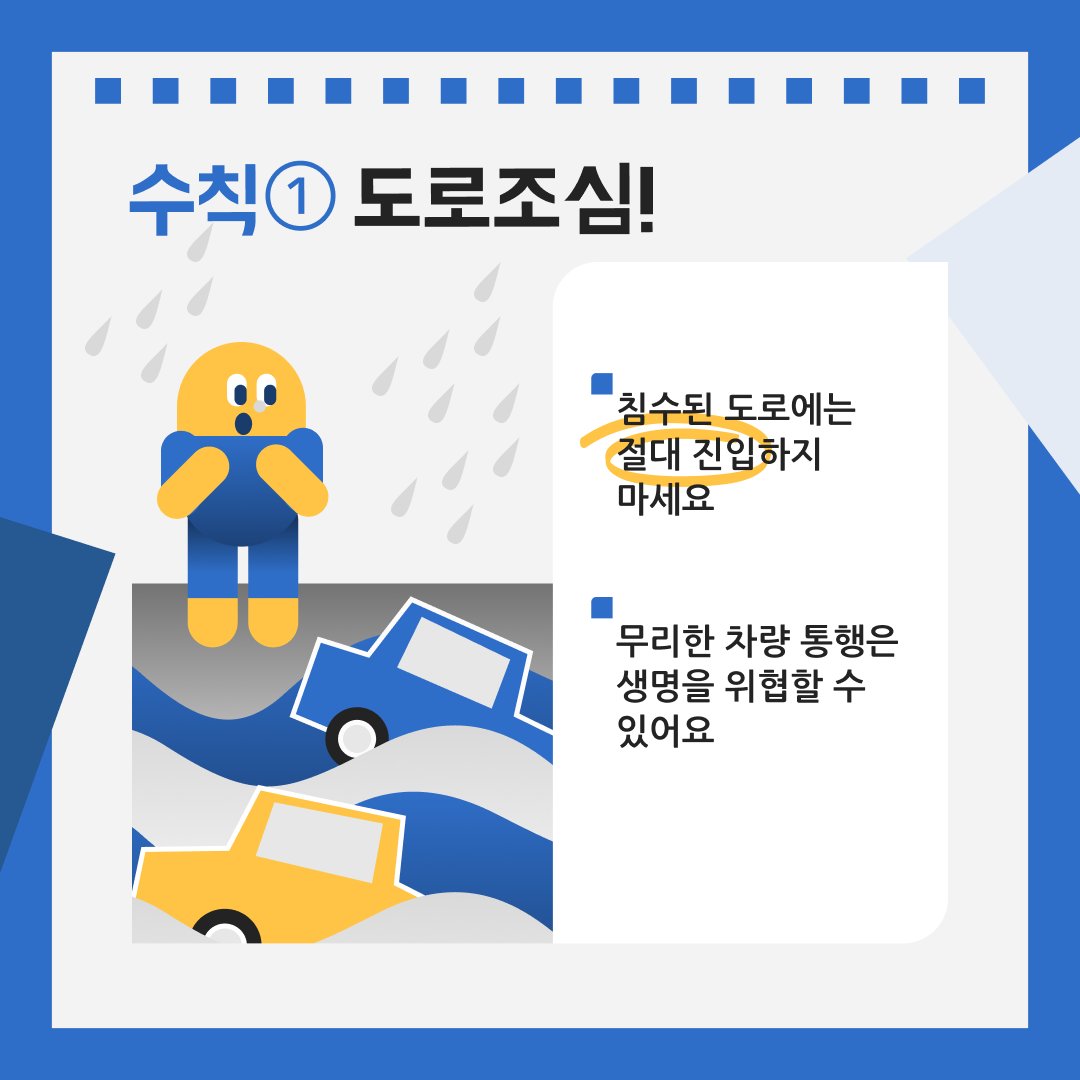 수칙① 도로조심!
침수된 도로에는
절대 진입하지
마세요
무리한 차량 통행은
생명을 위협할 수
있어요